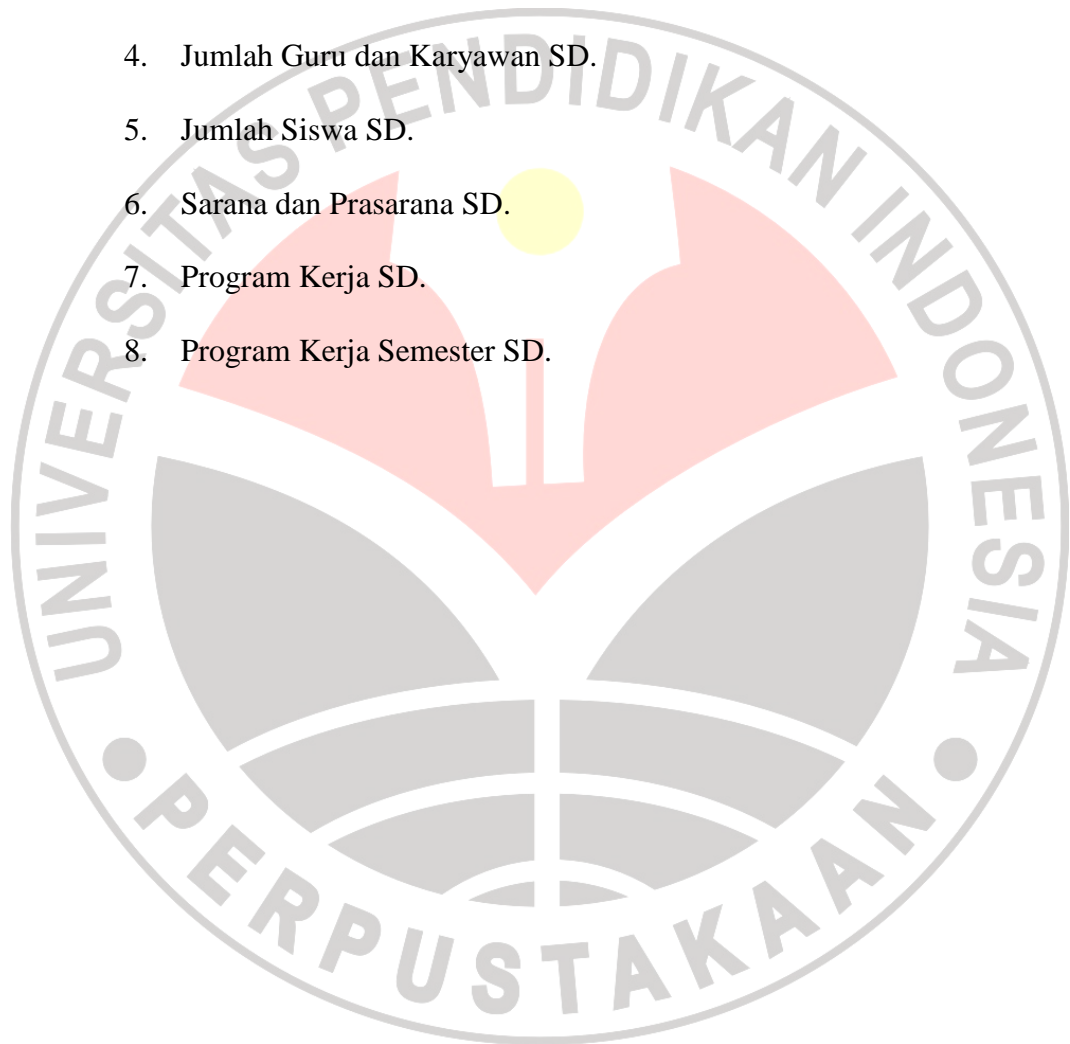 4. Jumlah Guru dan Karyawan SD.
5. Jumlah Siswa SD.
6. Sarana dan Prasarana SD.
7. Program Kerja SD.
8. Program Kerja Semester SD.
UNIVERSITAS PENDIDIKAN INDONESIA
PERPUSTAKAAN